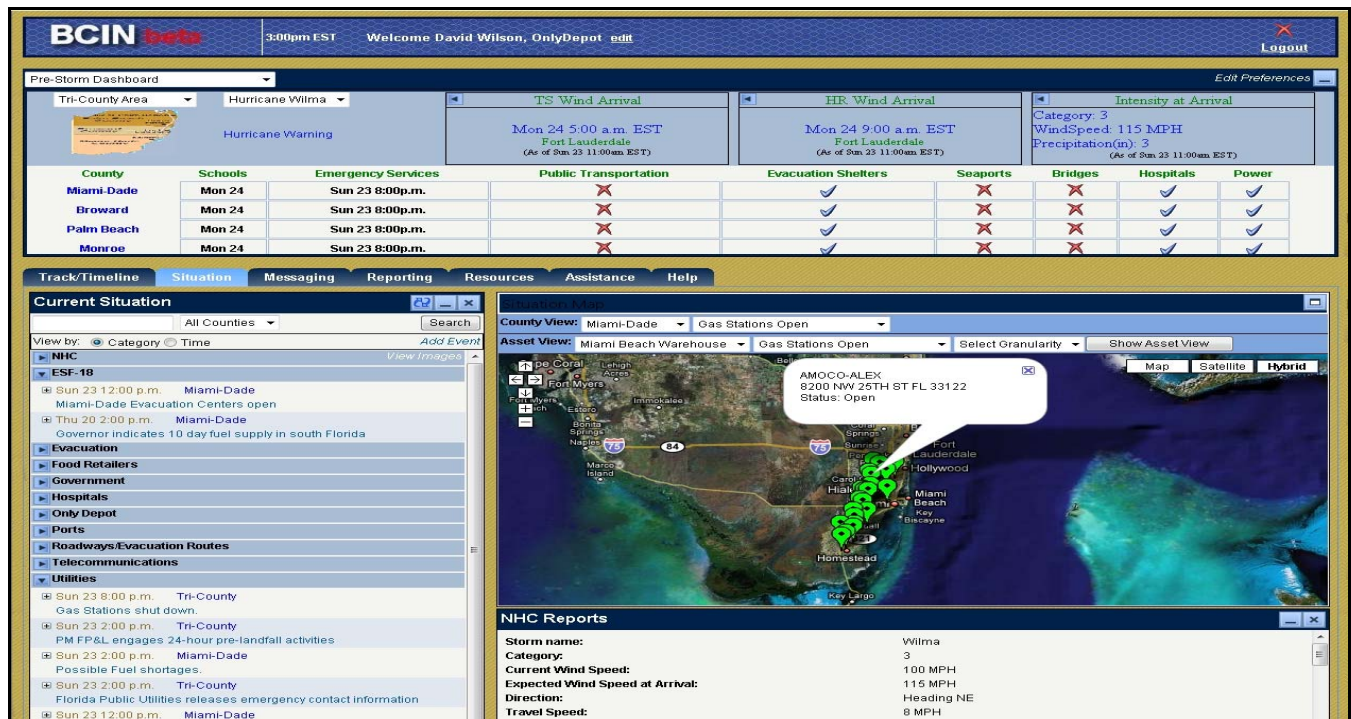 BCIN beta
3:00pm EST Welcome David Wilson, OnlyDepot edit
Logout
Pre-Storm Dashboard
Edit Preferences
Tri-County Area Hurricane Wilma
Hurricane Warning
TS Wind Arrival
Mon 24 5:00 a.m. EST
Fort Lauderdale
(As of Sun 23 11:00am EST)
HR Wind Arrival
Mon 24 9:00 a.m. EST
Fort Lauderdale
(As of Sun 23 11:00am EST)
Intensity at Arrival
Category: 3
WindSpeed: 115 MPH
Precipitation(in): 3
(As of Sun 23 11:00am EST)
County Schools Emergency Services Public Transportation Evacuation Shelters Seaports Bridges Hospitals Power
Miami-Dade Mon 24 Sun 23 8:00p.m.
Broward Mon 24 Sun 23 8:00p.m.
Palm Beach Mon 24 Sun 23 8:00p.m.
Monroe Mon 24 Sun 23 8:00p.m.
Track/Timeline Situation Messaging Reporting Resources Assistance Help
Current Situation
All Counties Search
View by: Category Time Add Event
NHC View Images
ESF-18
Sun 23 12:00 p.m. Miami-Dade
Miami-Dade Evacuation Centers open
Thu 20 2:00 p.m. Miami-Dade
Governor indicates 10 day fuel supply in south Florida
Evacuation
Food Retailers
Government
Hospitals
Only Depot
Ports
Roadways/Evacuation Routes
Telecommunications
Utilities
Sun 23 8:00 p.m. Tri-County
Gas Stations shut down.
Sun 23 2:00 p.m. Tri-County
PM FP&L engages 24-hour pre-landfall activities
Sun 23 2:00 p.m. Miami-Dade
Possible Fuel shortages.
Sun 23 2:00 p.m. Tri-County
Florida Public Utilities releases emergency contact information
Sun 23 12:00 p.m. Miami-Dade
Situation Map
County View: Miami-Dade Gas Stations Open
Asset View: Miami Beach Warehouse Gas Stations Open Select Granularity Show Asset View
Map Satellite Hybrid
AMOCO-ALEX
8200 NW 25TH ST FL 33122
Status: Open
pe Coral
Lehigh
Acres
Fort Myers
Immokalee
Estero
Bonita
Springs
Naples
75
84
75
Marco
Island
Springs
Sunrise
Fort
Lauderdale
Hollywood
Carol
Hial
Miami
Beach
Key
Biscayne
Homestead
Key Largo
NHC Reports
Storm name: Wilma
Category: 3
Current Wind Speed: 100 MPH
Expected Wind Speed at Arrival: 115 MPH
Direction: Heading NE
Travel Speed: 8 MPH